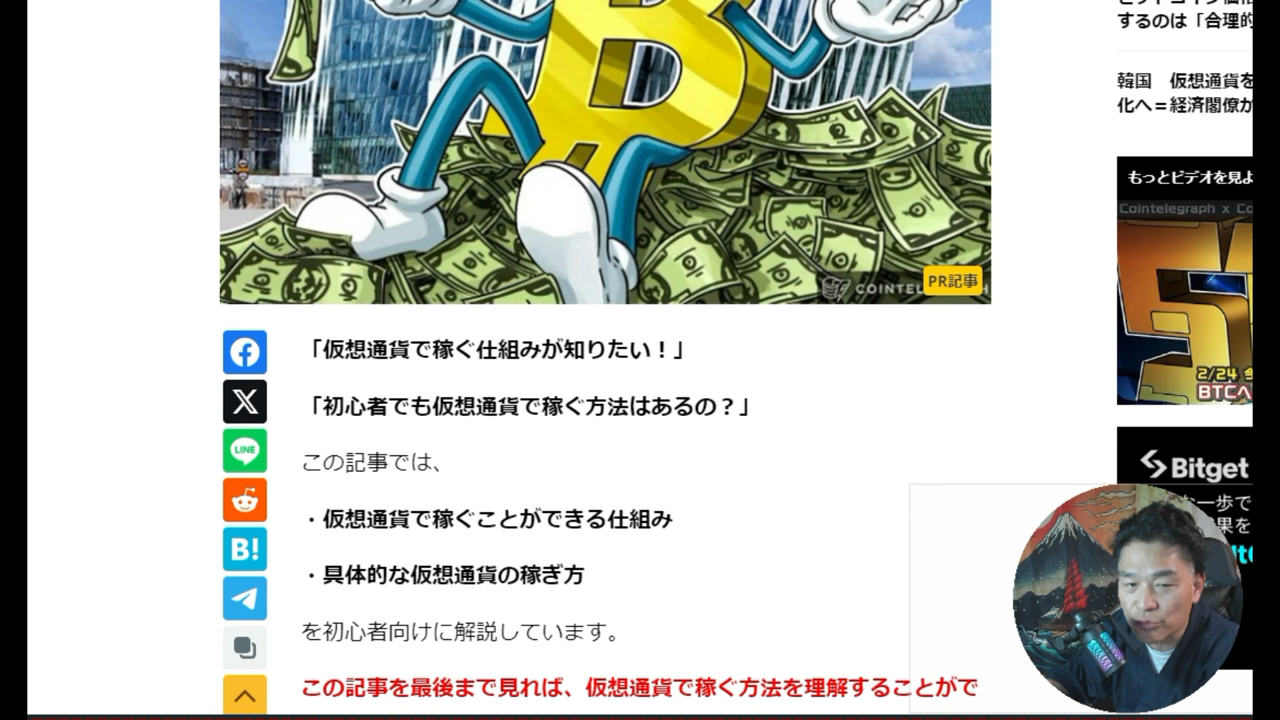 するのは「合理的
韓国 仮想通貨を
化へ＝経済閣僚か
もっとビデオを見よ
Cointelegraph x Co
PR記事
COINTEL
2/24
BTCへ
「仮想通貨で稼ぐ仕組みが知りたい！」
「初心者でも仮想通貨で稼ぐ方法はあるの？」
LINE
この記事では、
Bitget
一歩で
果を
・仮想通貨で稼ぐことができる仕組み
B!
・具体的な仮想通貨の稼ぎ方
を初心者向けに解説しています。
この記事を最後まで見れば、仮想通貨で稼ぐ方法を理解することがで